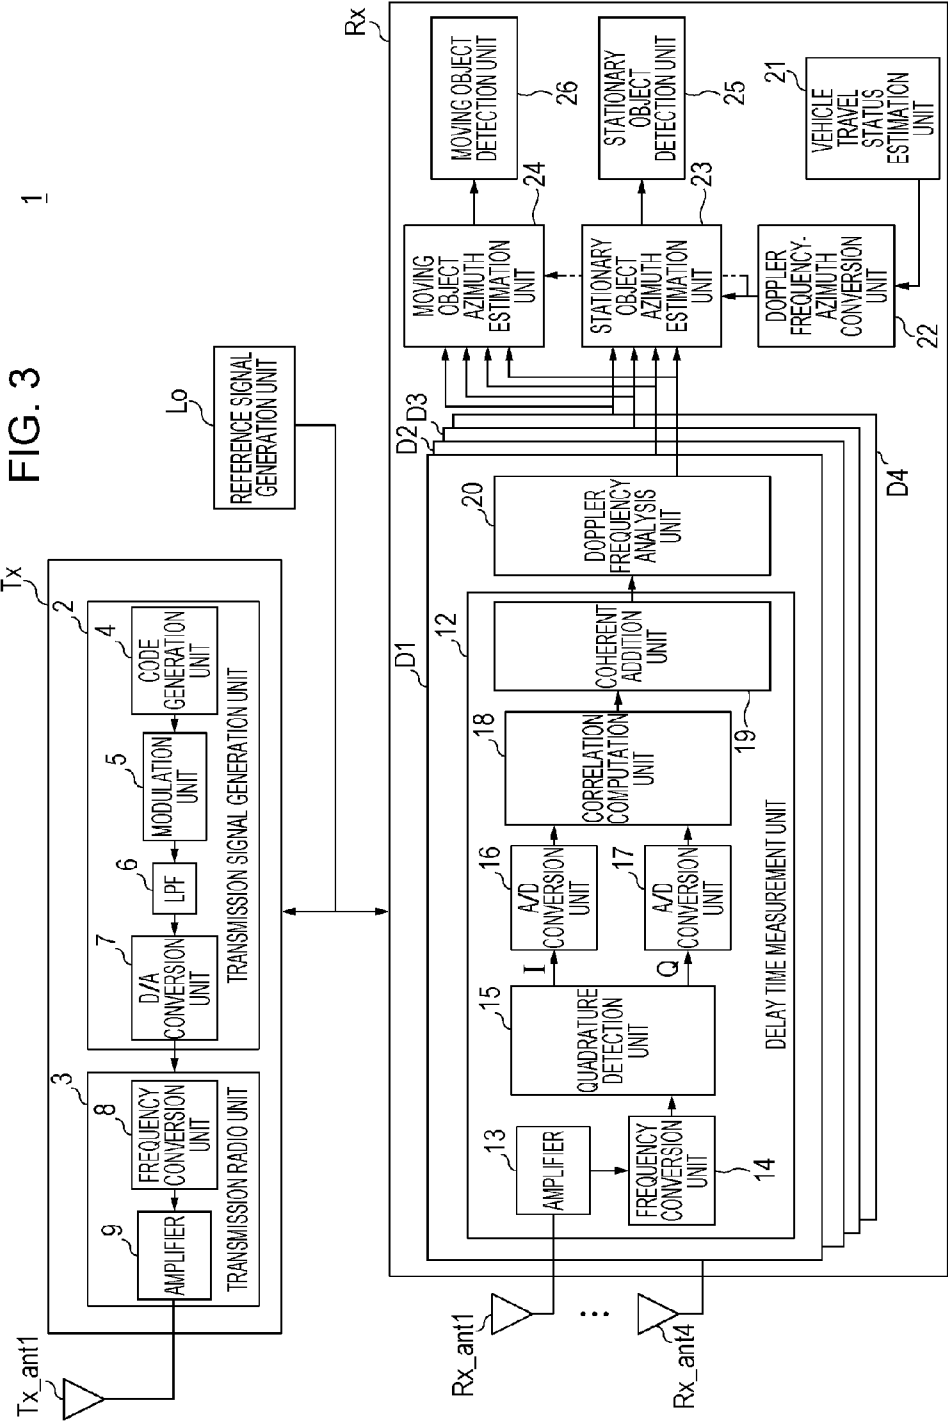 FIG. 3
1
Tx
2
4
CODE
GENERATION
UNIT
5
MODULATION
UNIT
6
LPF
7
D/A
CONVERSION
UNIT
TRANSMISSION SIGNAL GENERATION UNIT
3
8
FREQUENCY
CONVERSION
UNIT
9
AMPLIFIER
TRANSMISSION RADIO UNIT
Tx_ant1
Lo
REFERENCE SIGNAL
GENERATION UNIT
Rx
Rx_ant1
Rx_ant4
D1
D2
D3
D4
12
13
AMPLIFIER
14
FREQUENCY
CONVERSION
UNIT
15
QUADRATURE
DETECTION
UNIT
I
Q
16
A/D
CONVERSION
UNIT
17
A/D
CONVERSION
UNIT
18
CORRELATION
COMPUTATION
UNIT
19
COHERENT
ADDITION
UNIT
DELAY TIME MEASUREMENT UNIT
20
DOPPLER
FREQUENCY
ANALYSIS
UNIT
24
MOVING
OBJECT
AZIMUTH
ESTIMATION
UNIT
26
MOVING OBJECT
DETECTION UNIT
23
STATIONARY
OBJECT
AZIMUTH
ESTIMATION
UNIT
25
STATIONARY
OBJECT
DETECTION UNIT
22
DOPPLER
FREQUENCY-
AZIMUTH
CONVERSION
UNIT
21
VEHICLE
TRAVEL
STATUS
ESTIMATION
UNIT